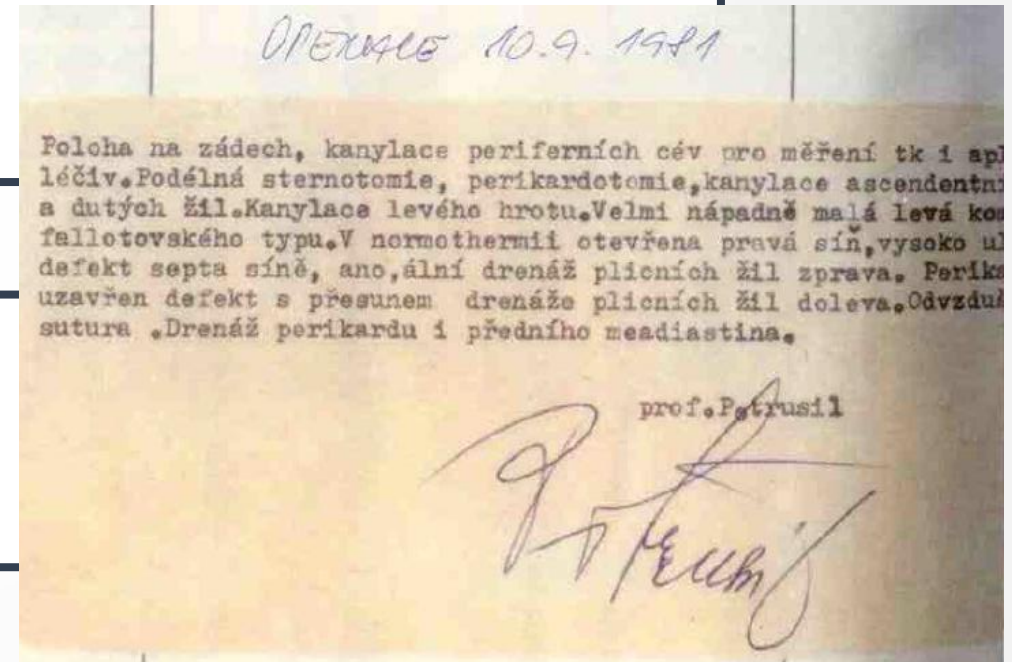 OPERACE 10.9. 1981
Poloha na zádech, kanylace periferních cév pro měření tk i apl
léčiv.Podélná sternotomie, perikardotomie,kanylace ascendentní
a dutých žil.Kanylace levého hrotu.Velmi nápadně malá levá kom
fallotovského typu.V normothermii otevřena pravá síň,vysoko ul
defekt septa síně, ano,ální drenáž plicních žil zprava. Perika
uzavřen defekt s přesunem drenáže plicních žil doleva.Odvzduš
sutura .Drenáž perikardu i předního meadiastina.
prof.Petrusil